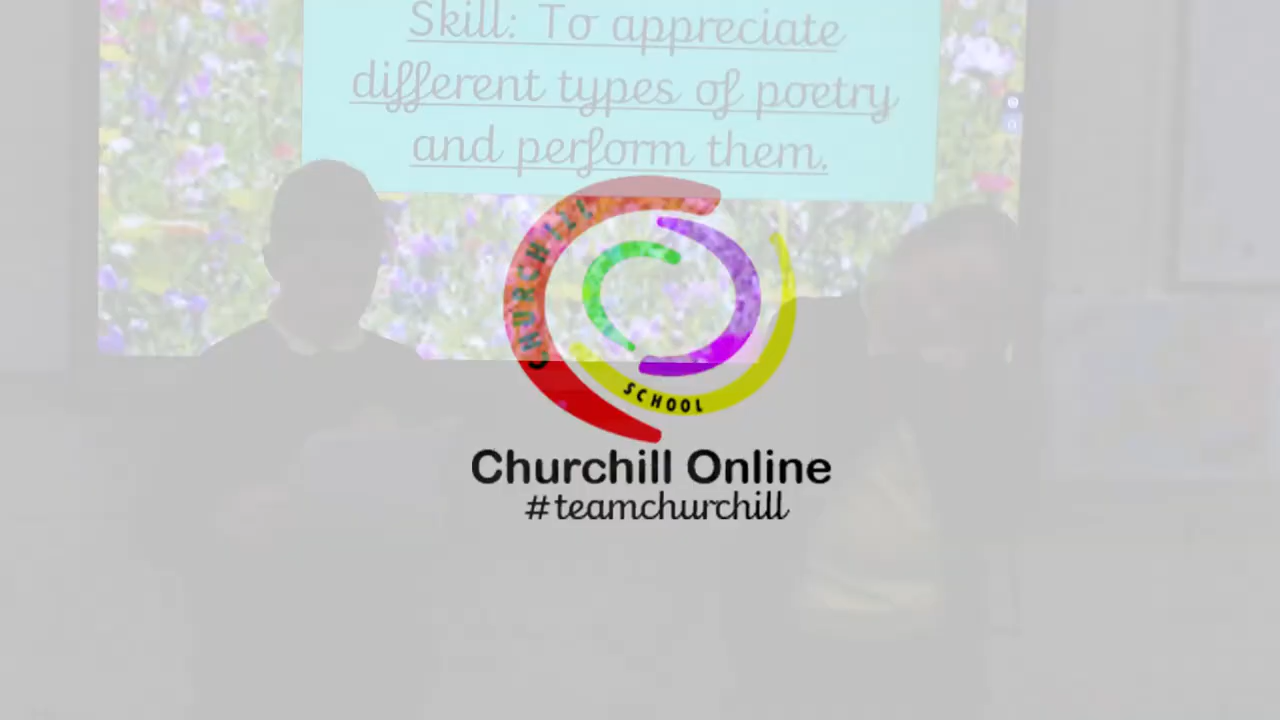 Skill: To appreciate
different types of poetry
and perform them.
CHURCHILL
SCHOOL
Churchill Online
#teamchurchill